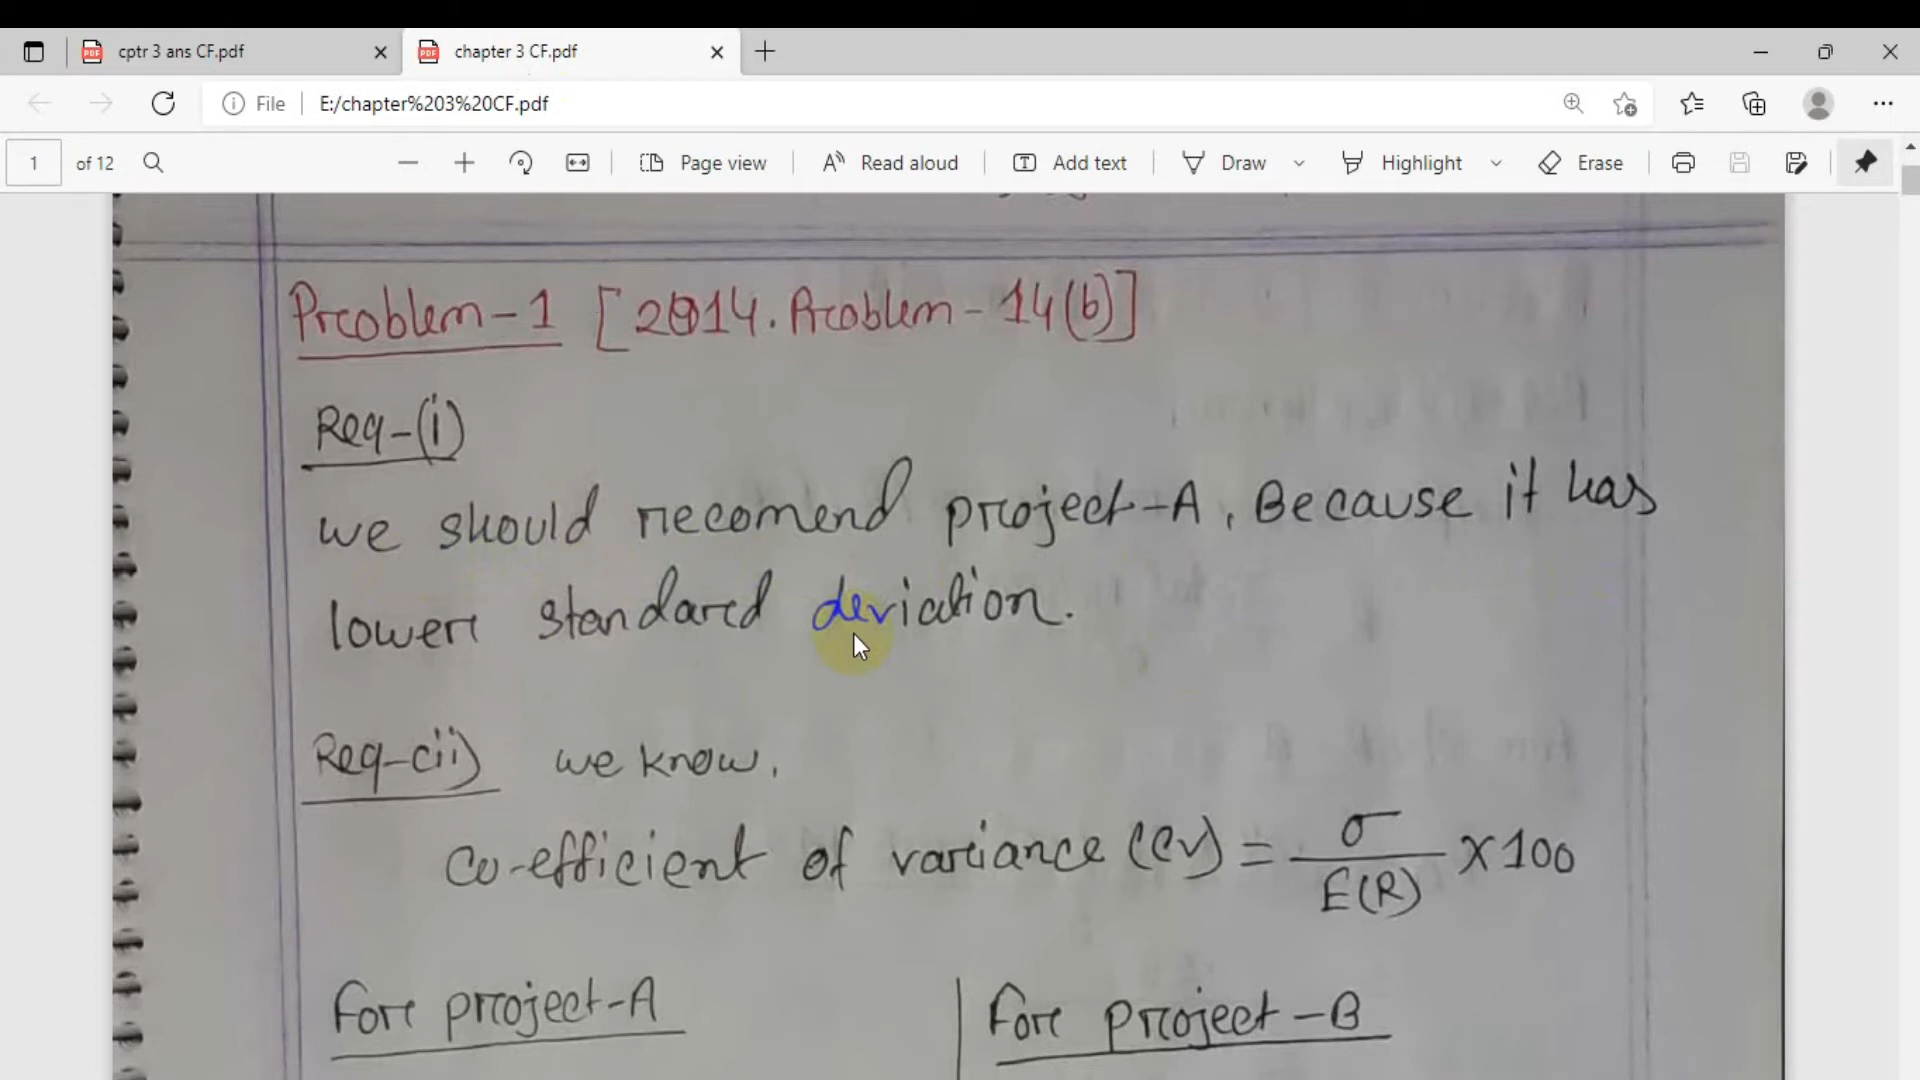 cptr 3 ans CF.pdf
chapter 3 CF.pdf
File
E:/chapter%203%20CF.pdf
1 of 12
Page view
Read aloud
Add text
Draw
Highlight
Erase
Problem-1 [2014. Problem - 14(b)]
Req-(i)
we should recomend project-A. Because it has
lower standard deviation.
Req-(ii) we know,
Co-efficient of variance (CV) = σ / E(R) × 100
For project-A
For project-B